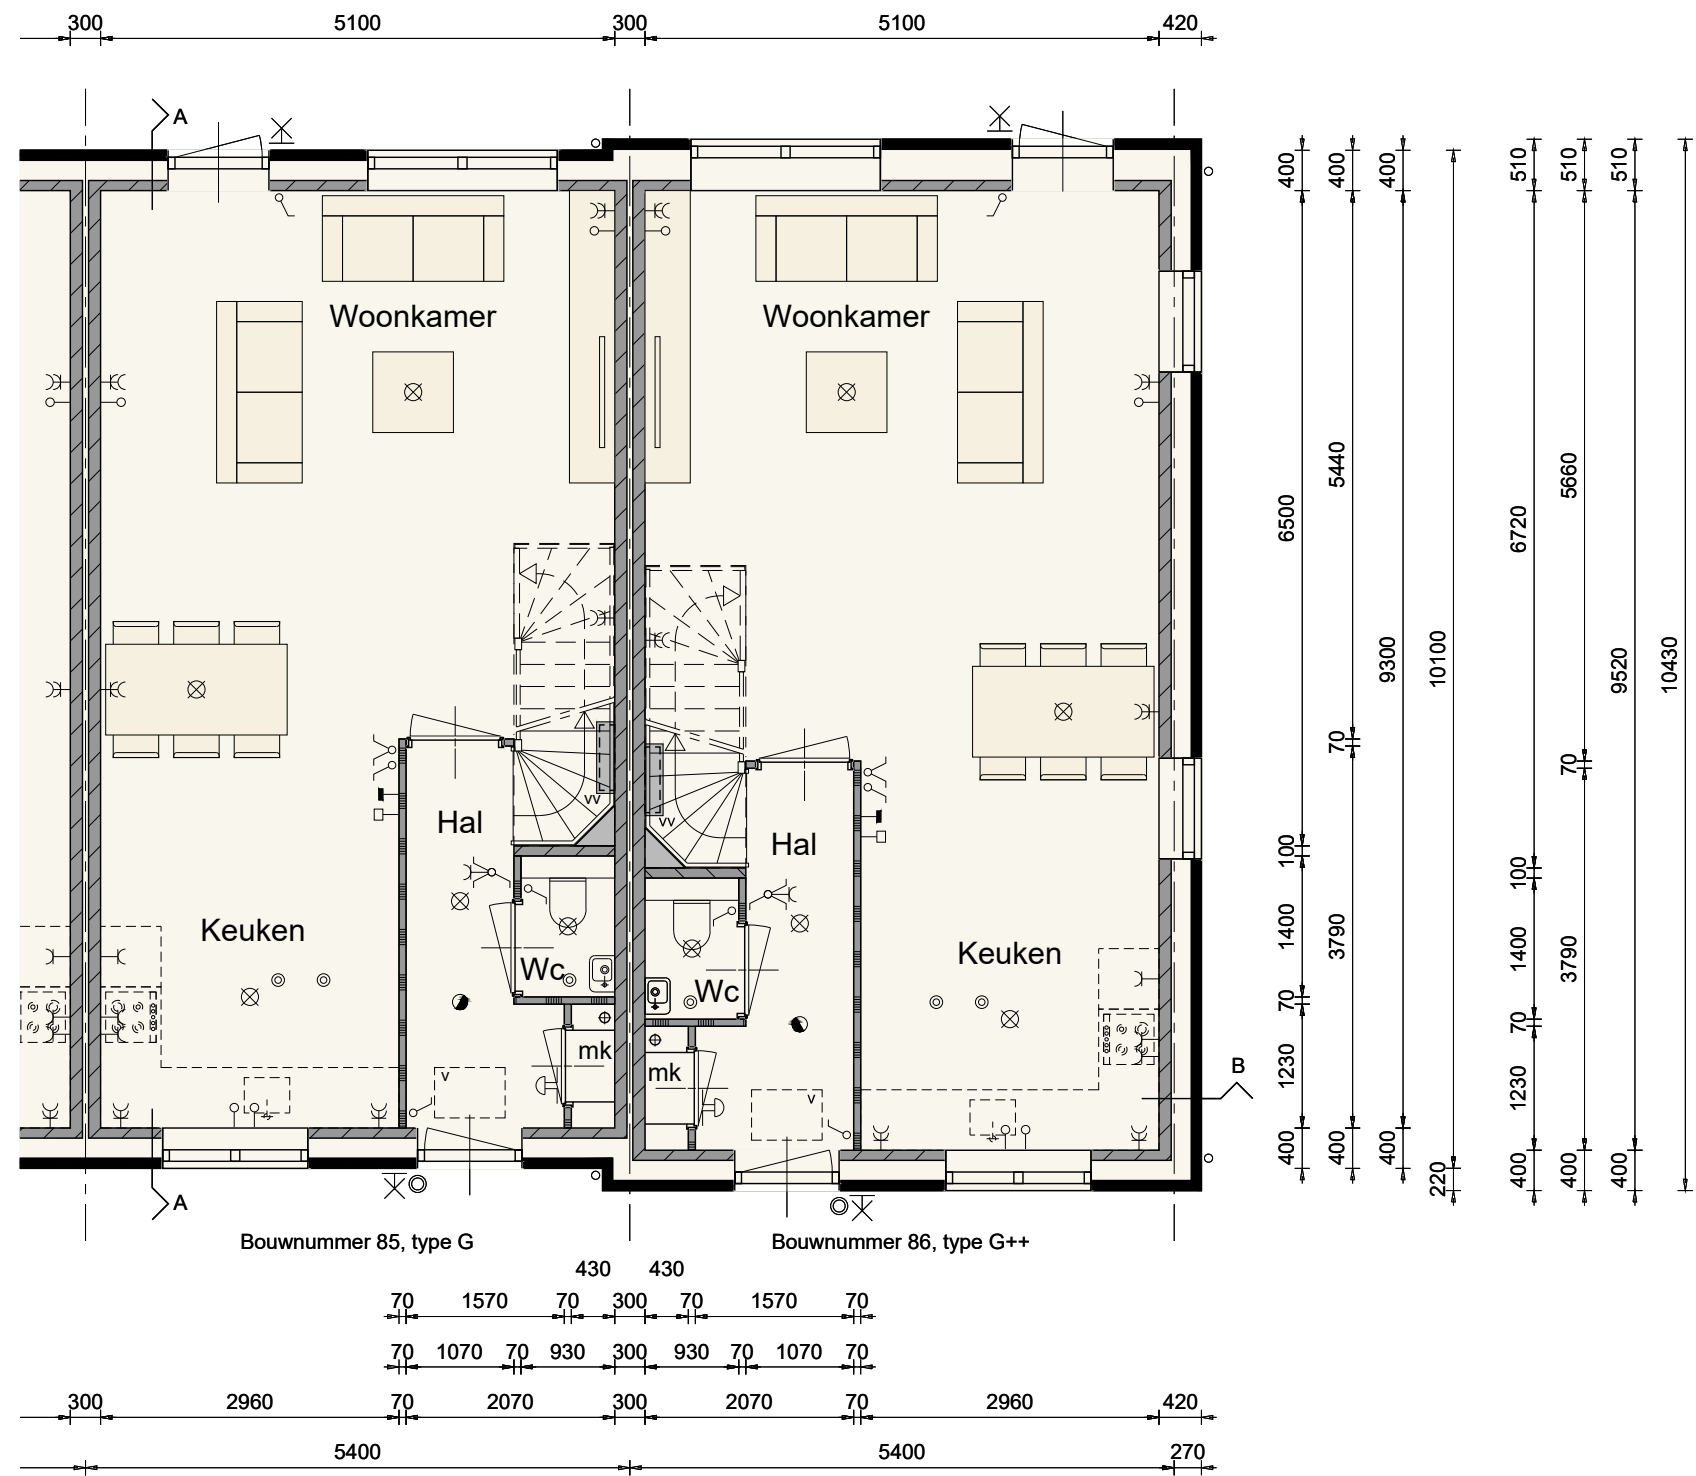 300 5100 300 5100 420
A
400 400 400 510 510 510
Woonkamer Woonkamer
6500 5440 9300 10100 6720 5660 9520 10430
70 70
vv vv
Hal Hal
100 100
Keuken Keuken
1400 3790 1400 3790
Wc Wc
70 70
mk mk
v v
1230 1230
B
400 400 400 220 400 400 400
A
Bouwnummer 85, type G Bouwnummer 86, type G++
430 430
70 1570 70 300 70 1570 70
70 1070 70 930 300 930 70 1070 70
300 2960 70 2070 300 2070 70 2960 420
5400 5400 270